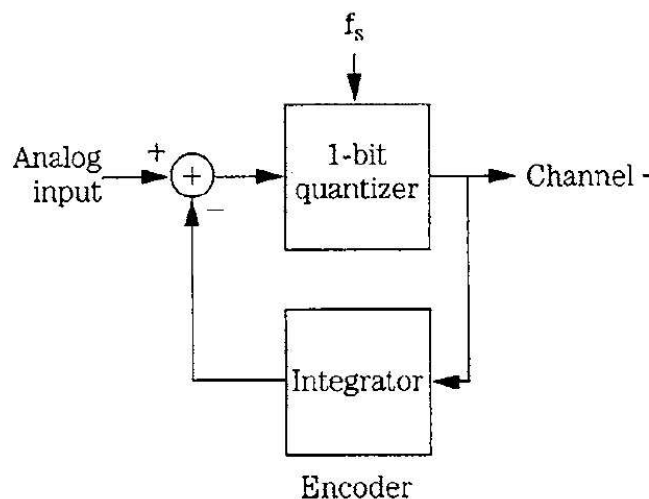 f_s
1-bit
quantizer
Analog
input
+
+
−
Channel
Integrator
Encoder